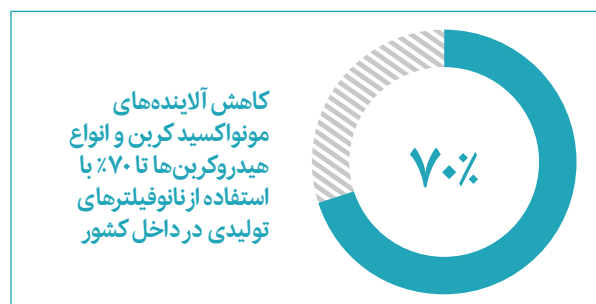 کاهش آلاینده‌های
مونواکسید کربن و انواع
هیدروکربن‌ها تا ۷۰٪ با
استفاده از نانوفیلترهای
تولیدی در داخل کشور
۷۰٪